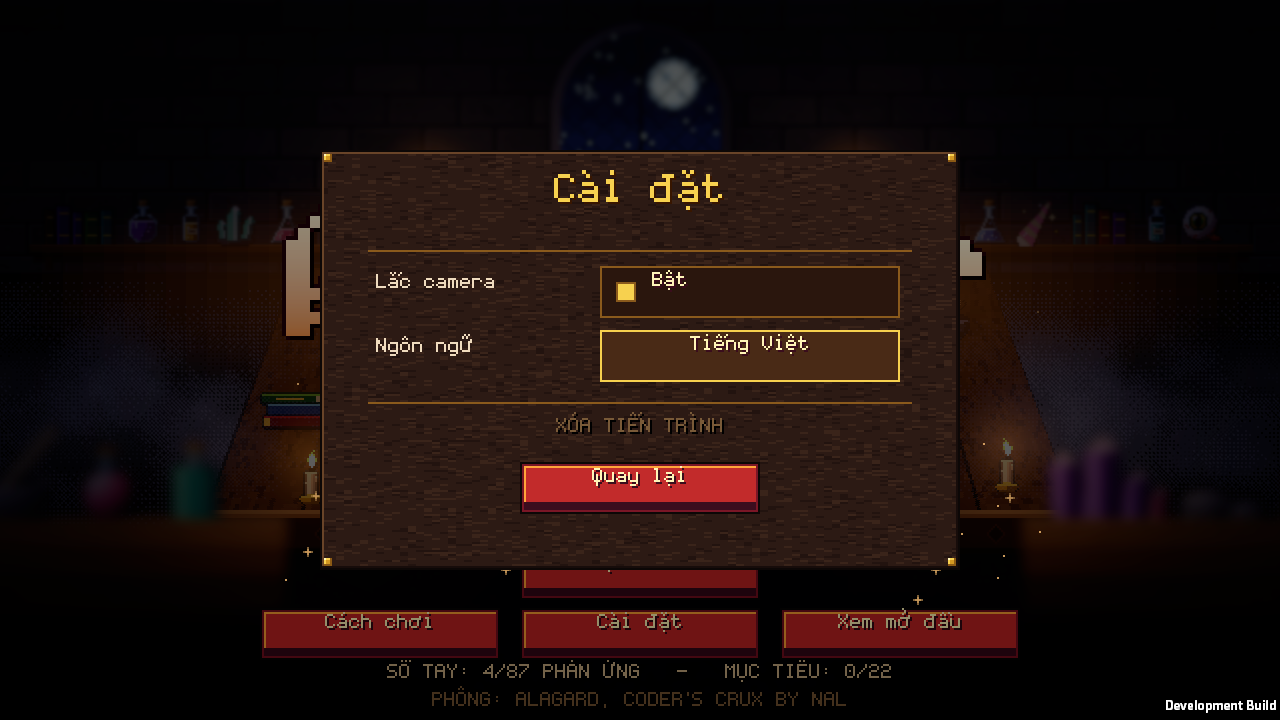 Cài đặt
Lắc camera
Bật
Ngôn ngữ
Tiếng Việt
XÓA TIẾN TRÌNH
Quay lại
Cách chơi
Cài đặt
Xem mở đầu
SỔ TAY: 4/87 PHẢN ỨNG — MỤC TIÊU: 0/22
PHÔNG: ALAGARD, CODER'S CRUX BY NAL
Development Build